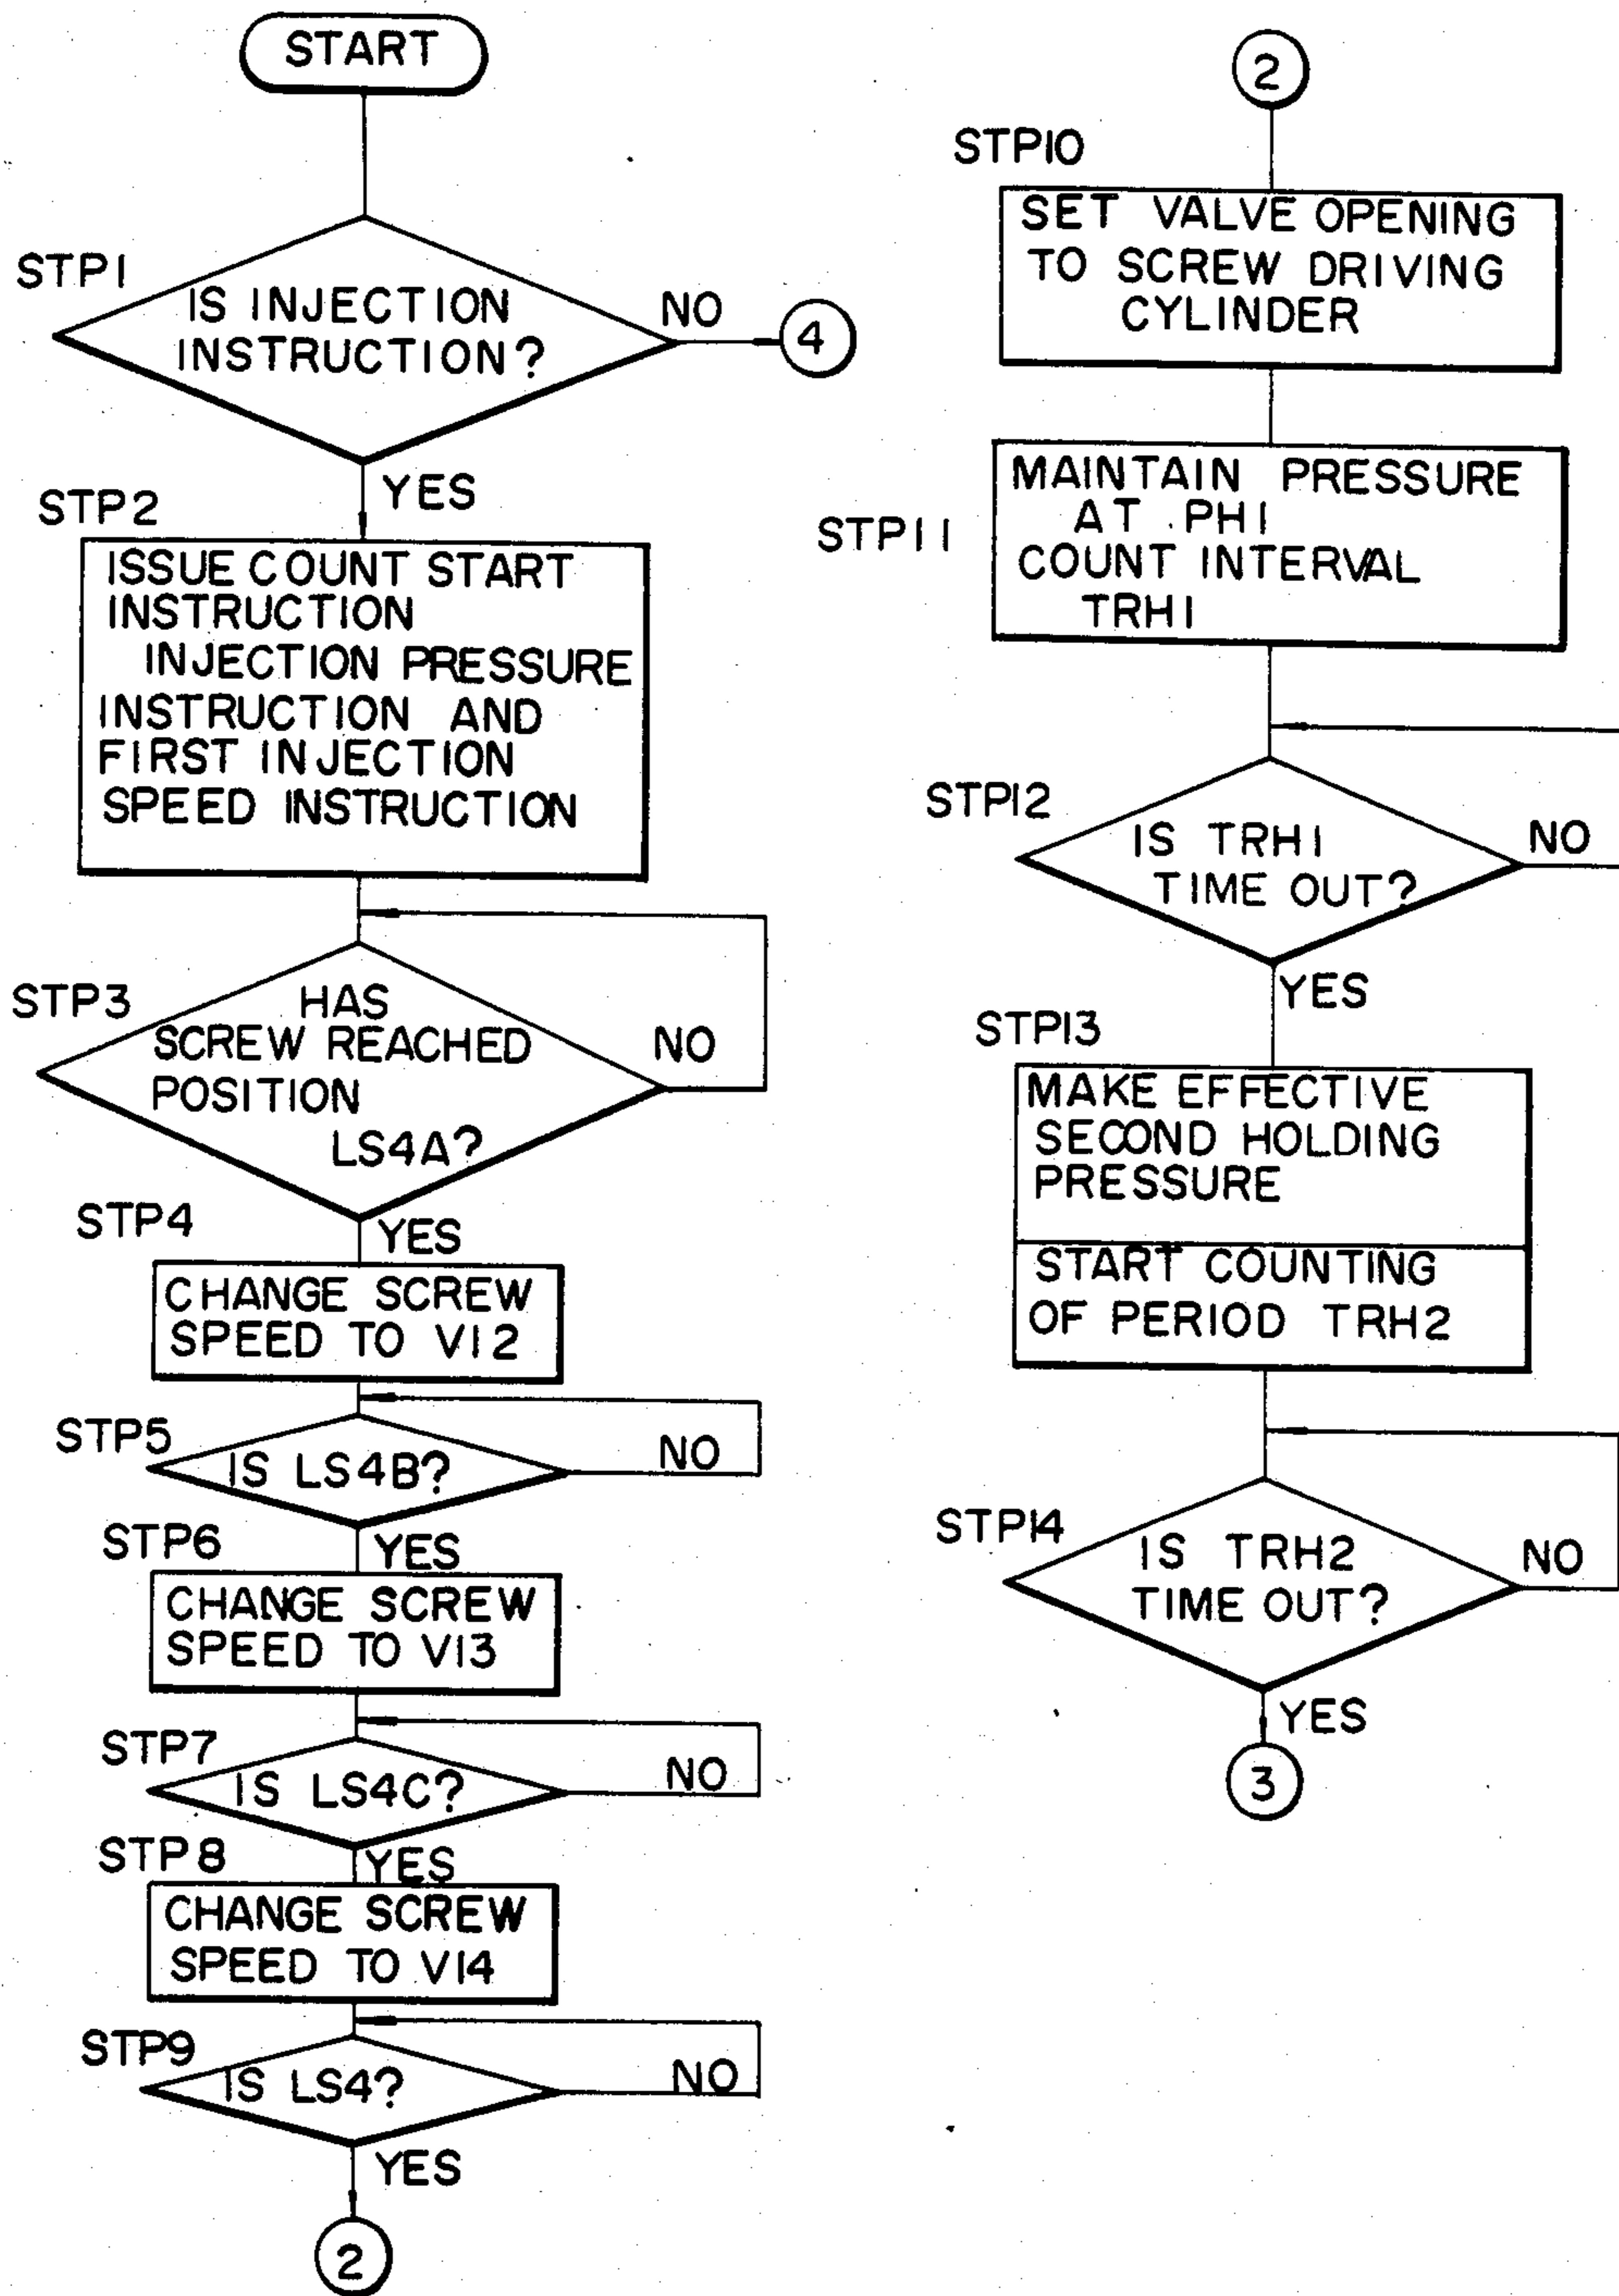 START
STP1
IS INJECTION
INSTRUCTION?
NO
4
YES
STP2
ISSUE COUNT START
INSTRUCTION
INJECTION PRESSURE
INSTRUCTION AND
FIRST INJECTION
SPEED INSTRUCTION
STP3
HAS
SCREW REACHED
POSITION
LS4A?
NO
YES
STP4
CHANGE SCREW
SPEED TO VI2
STP5
IS LS4B?
NO
YES
STP6
CHANGE SCREW
SPEED TO VI3
STP7
IS LS4C?
NO
YES
STP8
CHANGE SCREW
SPEED TO VI4
STP9
IS LS4?
NO
YES
2
2
STP10
SET VALVE OPENING
TO SCREW DRIVING
CYLINDER
STP11
MAINTAIN PRESSURE
AT PH1
COUNT INTERVAL
TRH1
STP12
IS TRH1
TIME OUT?
NO
YES
STP13
MAKE EFFECTIVE
SECOND HOLDING
PRESSURE
START COUNTING
OF PERIOD TRH2
STP14
IS TRH2
TIME OUT?
NO
YES
3